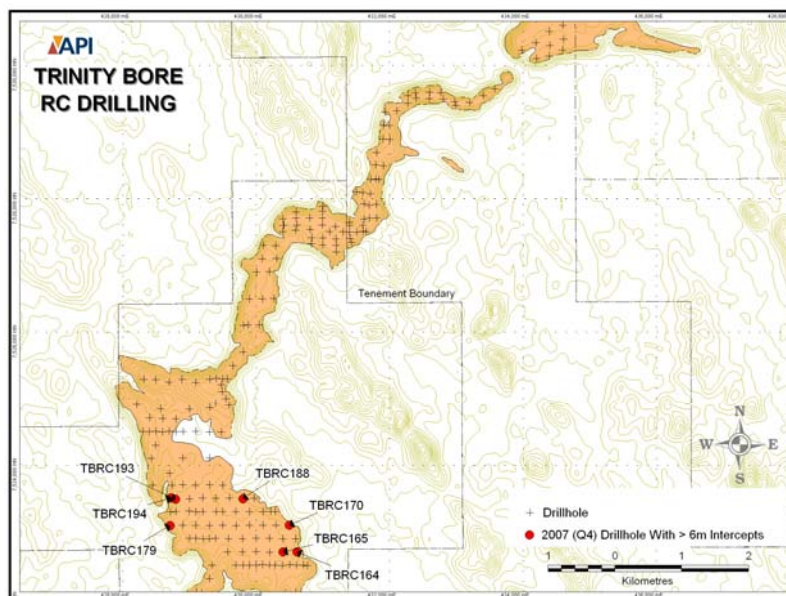 API
TRINITY BORE
RC DRILLING
Tenement Boundary
TBRC193
TBRC188
TBRC194
TBRC170
TBRC179
TBRC165
TBRC164
N
W E
S
Drillhole
2007 (Q4) Drillhole With > 6m Intercepts
1 0 1 2
Kilometres